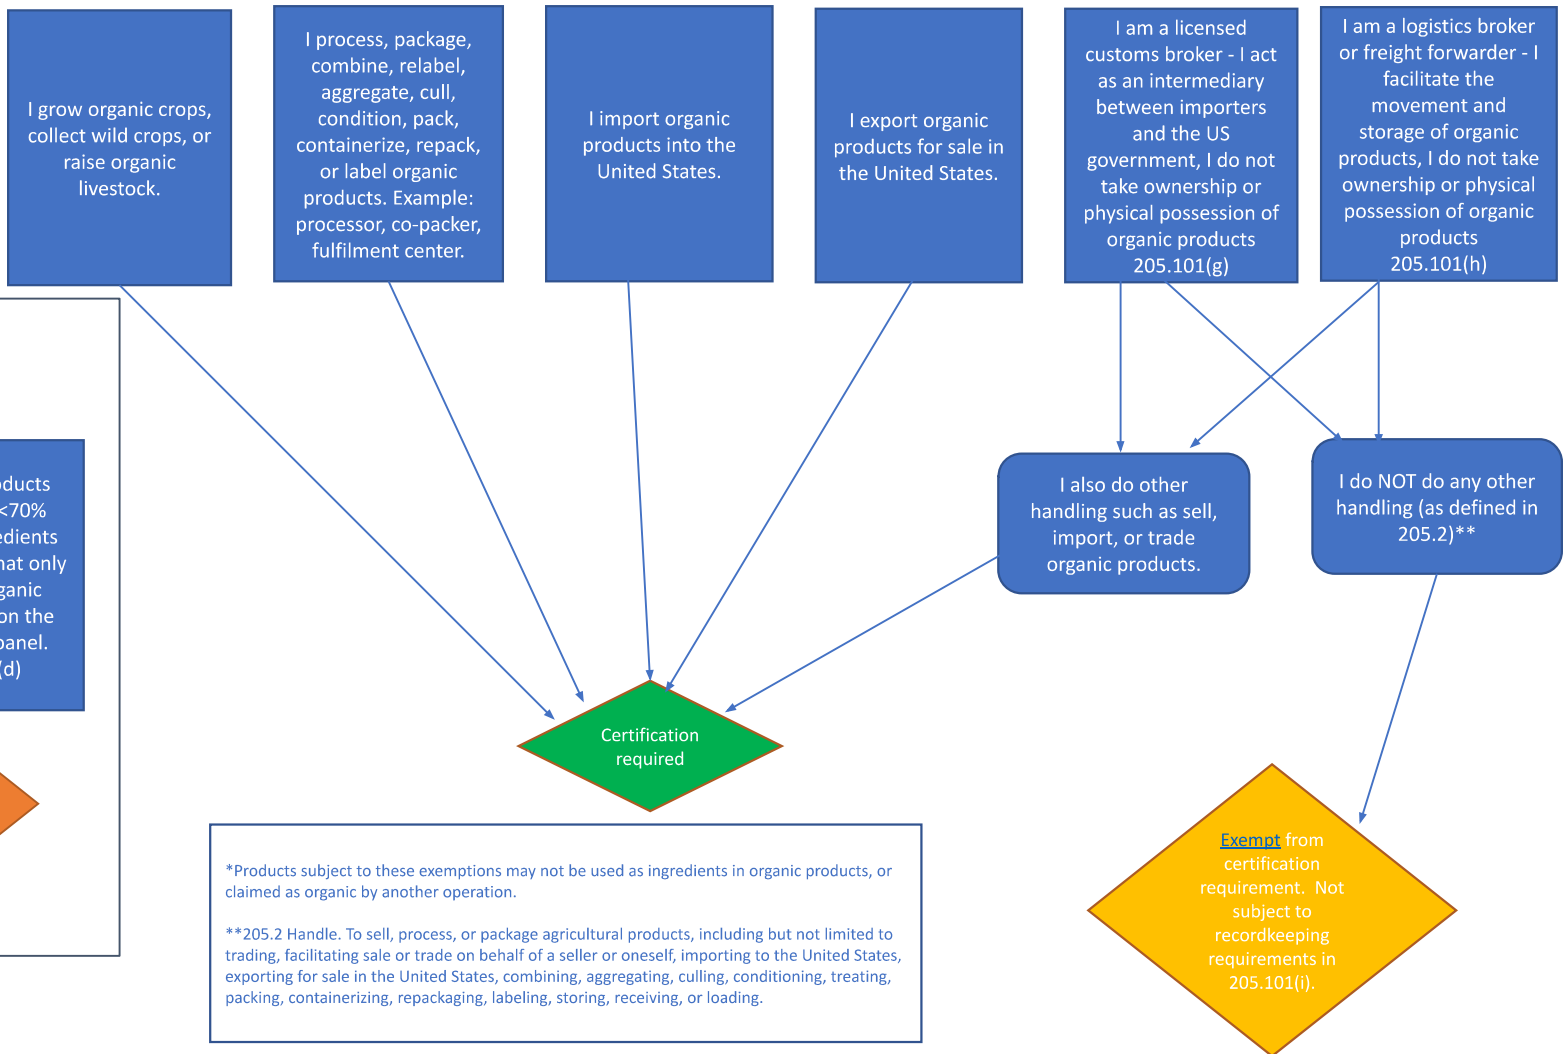 I grow organic crops,
collect wild crops, or
raise organic
livestock.
I process, package,
combine, relabel,
aggregate, cull,
condition, pack,
containerize, repack,
or label organic
products. Example:
processor, co-packer,
fulfilment center.
I import organic
products into the
United States.
I export organic
products for sale in
the United States.
I am a licensed
customs broker - I act
as an intermediary
between importers
and the US
government, I do not
take ownership or
physical possession of
organic products
205.101(g)
I am a logistics broker
or freight forwarder - I
facilitate the
movement and
storage of organic
products, I do not take
ownership or physical
possession of organic
products
205.101(h)
<70%
only
on the
panel.
(d)
I also do other
handling such as sell,
import, or trade
organic products.
I do NOT do any other
handling (as defined in
205.2)**
Certification
required
*Products subject to these exemptions may not be used as ingredients in organic products, or
claimed as organic by another operation.
**205.2 Handle. To sell, process, or package agricultural products, including but not limited to
trading, facilitating sale or trade on behalf of a seller or oneself, importing to the United States,
exporting for sale in the United States, combining, aggregating, culling, conditioning, treating,
packing, containerizing, repackaging, labeling, storing, receiving, or loading.
Exempt from
certification
requirement.  Not
subject to
recordkeeping
requirements in
205.101(i).